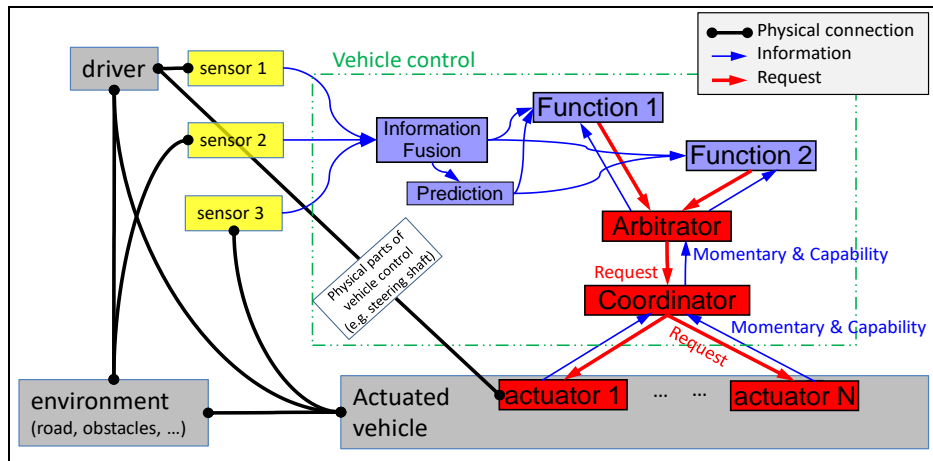 Physical connection
Information
Request
Vehicle control
driver
sensor 1
sensor 2
sensor 3
Information
Fusion
Prediction
Function 1
Function 2
Arbitrator
Request
Momentary & Capability
Coordinator
Momentary & Capability
Request
Physical parts of
vehicle control
(e.g. steering shaft)
environment
(road, obstacles, ...)
Actuated
vehicle
actuator 1
... ...
actuator N